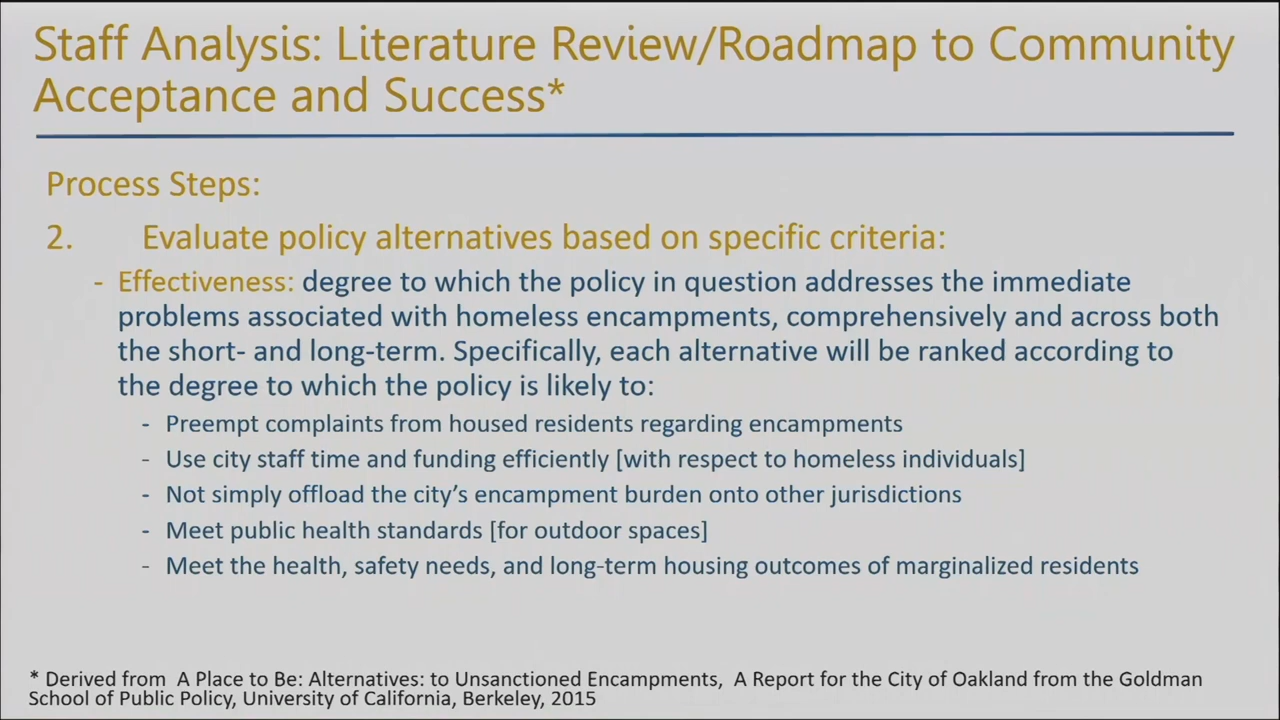 Staff Analysis: Literature Review/Roadmap to Community
Acceptance and Success*
Process Steps:
2. Evaluate policy alternatives based on specific criteria:
- Effectiveness: degree to which the policy in question addresses the immediate
problems associated with homeless encampments, comprehensively and across both
the short- and long-term. Specifically, each alternative will be ranked according to
the degree to which the policy is likely to:
- Preempt complaints from housed residents regarding encampments
- Use city staff time and funding efficiently [with respect to homeless individuals]
- Not simply offload the city's encampment burden onto other jurisdictions
- Meet public health standards [for outdoor spaces]
- Meet the health, safety needs, and long-term housing outcomes of marginalized residents
* Derived from A Place to Be: Alternatives: to Unsanctioned Encampments, A Report for the City of Oakland from the Goldman
School of Public Policy, University of California, Berkeley, 2015